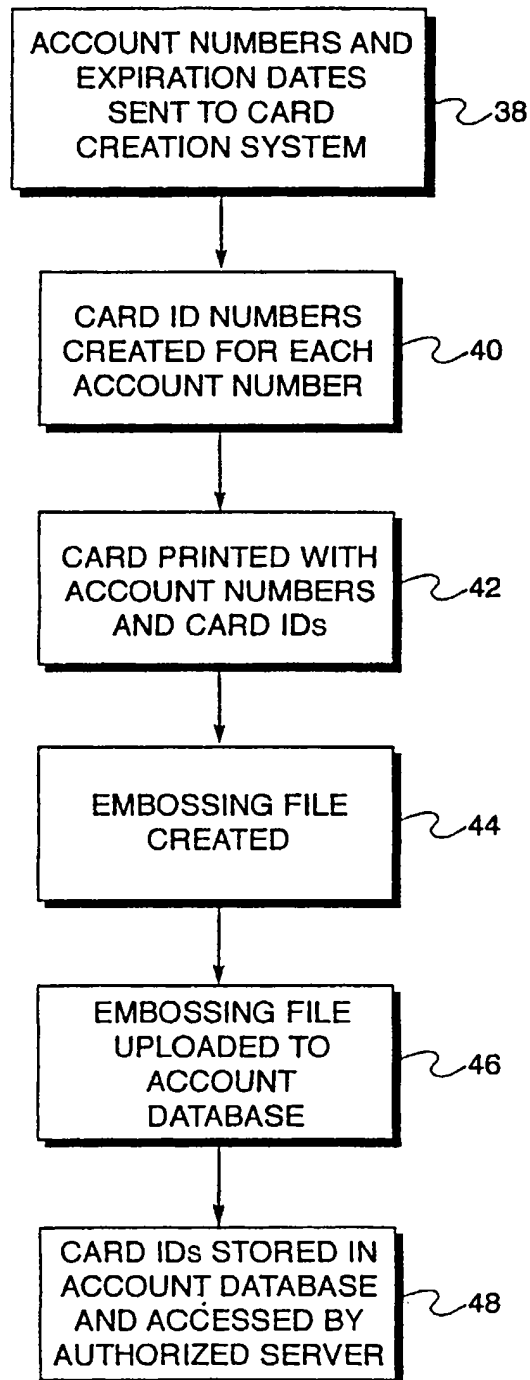 ACCOUNT NUMBERS AND
EXPIRATION DATES
SENT TO CARD
CREATION SYSTEM
38
CARD ID NUMBERS
CREATED FOR EACH
ACCOUNT NUMBER
40
CARD PRINTED WITH
ACCOUNT NUMBERS
AND CARD IDs
42
EMBOSSING FILE
CREATED
44
EMBOSSING FILE
UPLOADED TO
ACCOUNT
DATABASE
46
CARD IDs STORED IN
ACCOUNT DATABASE
AND ACCESSED BY
AUTHORIZED SERVER
48